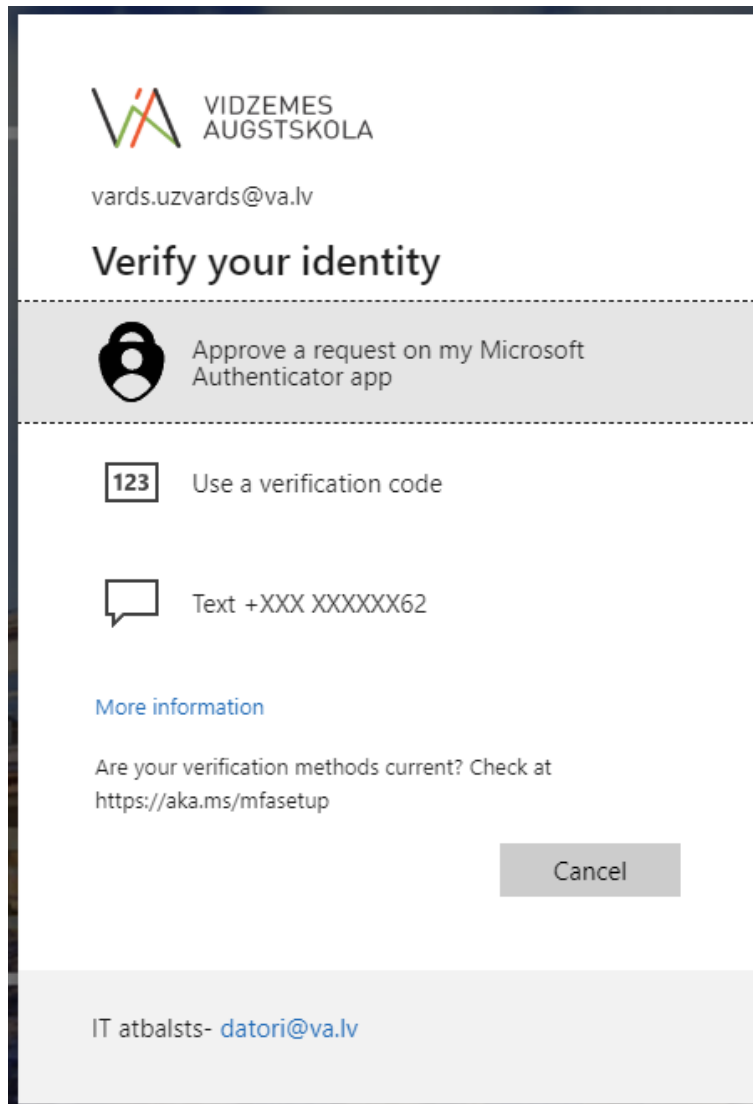 VIDZEMES
AUGSTSKOLA
vards.uzvards@va.lv
Verify your identity
Approve a request on my Microsoft
Authenticator app
123
Use a verification code
Text +XXX XXXXXX62
More information
Are your verification methods current? Check at
https://aka.ms/mfasetup
Cancel
IT atbalsts- datori@va.lv